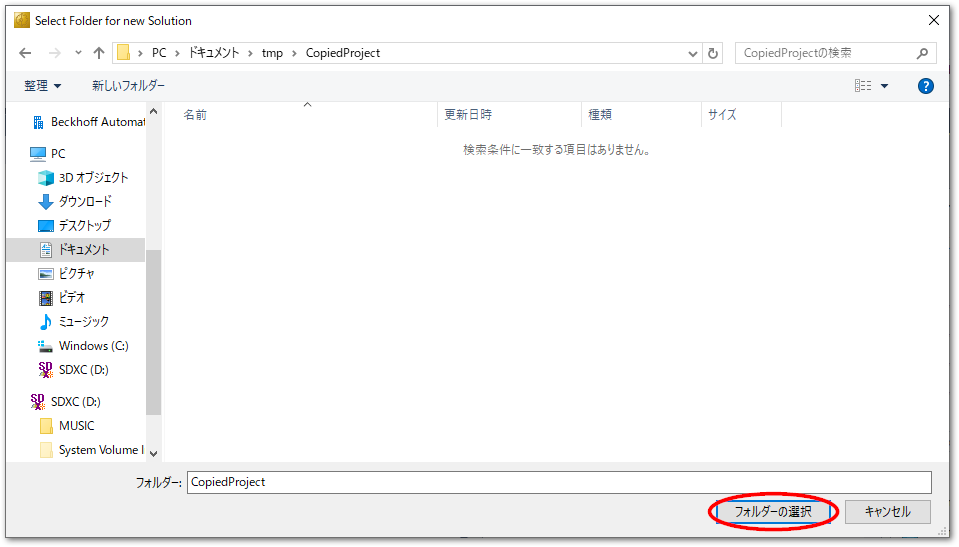 Select Folder for new Solution
PC > ドキュメント > tmp > CopiedProject
CopiedProjectの検索
整理
新しいフォルダー
名前
更新日時
種類
サイズ
検索条件に一致する項目はありません。
Beckhoff Automat
PC
3D オブジェクト
ダウンロード
デスクトップ
ドキュメント
ピクチャ
ビデオ
ミュージック
Windows (C:)
SDXC (D:)
SDXC (D:)
MUSIC
System Volume I
フォルダー:
CopiedProject
フォルダーの選択
キャンセル